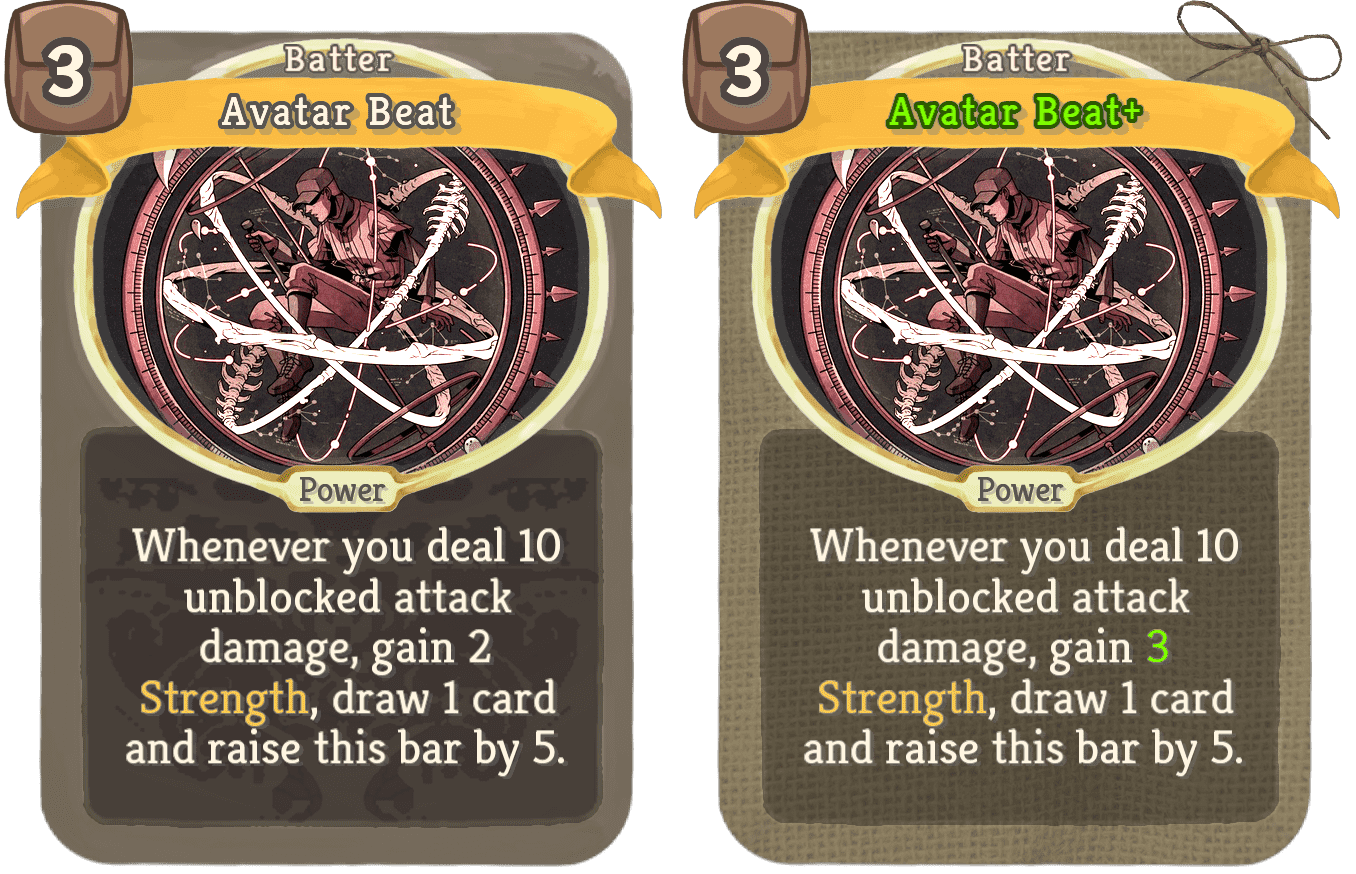 3
Batter
Avatar Beat
Power
Whenever you deal 10
unblocked attack
damage, gain 2
Strength, draw 1 card
and raise this bar by 5.
3
Batter
Avatar Beat+
Power
Whenever you deal 10
unblocked attack
damage, gain 3
Strength, draw 1 card
and raise this bar by 5.